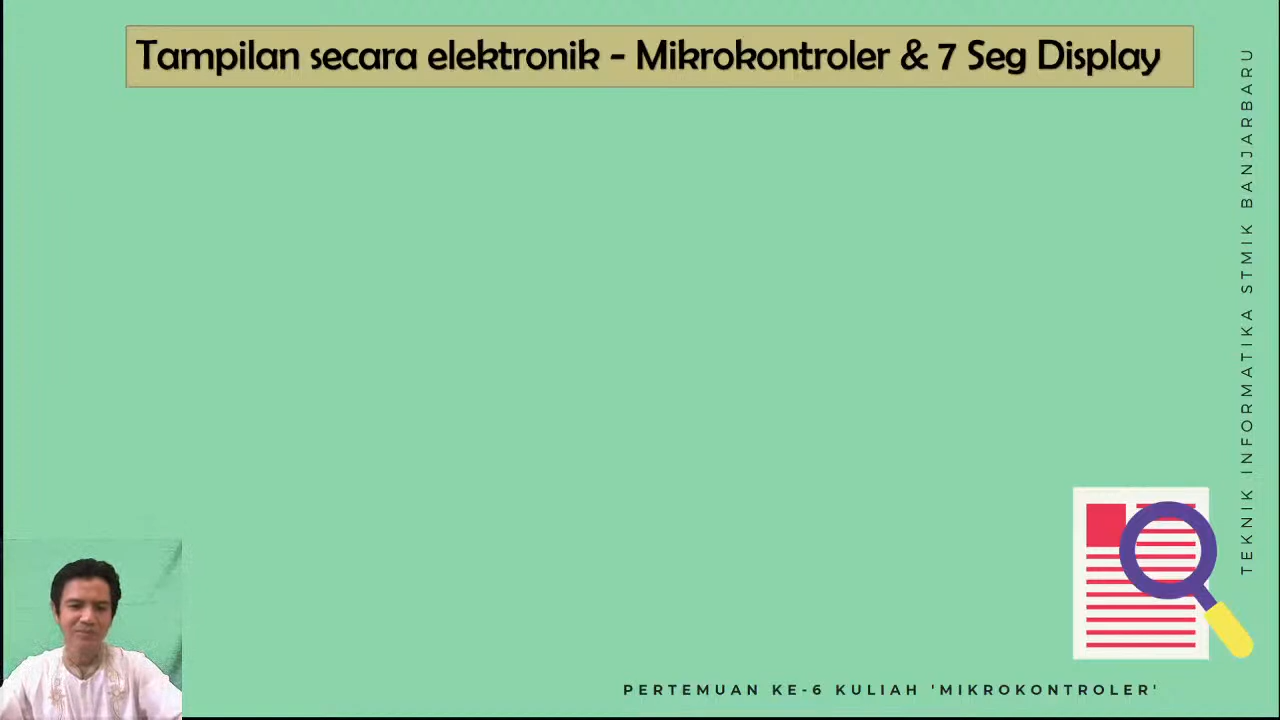 Tampilan secara elektronik - Mikrokontroler & 7 Seg Display
TEKNIK INFORMATIKA STMIK BANJARBARU
PERTEMUAN KE-6 KULIAH 'MIKROKONTROLER'